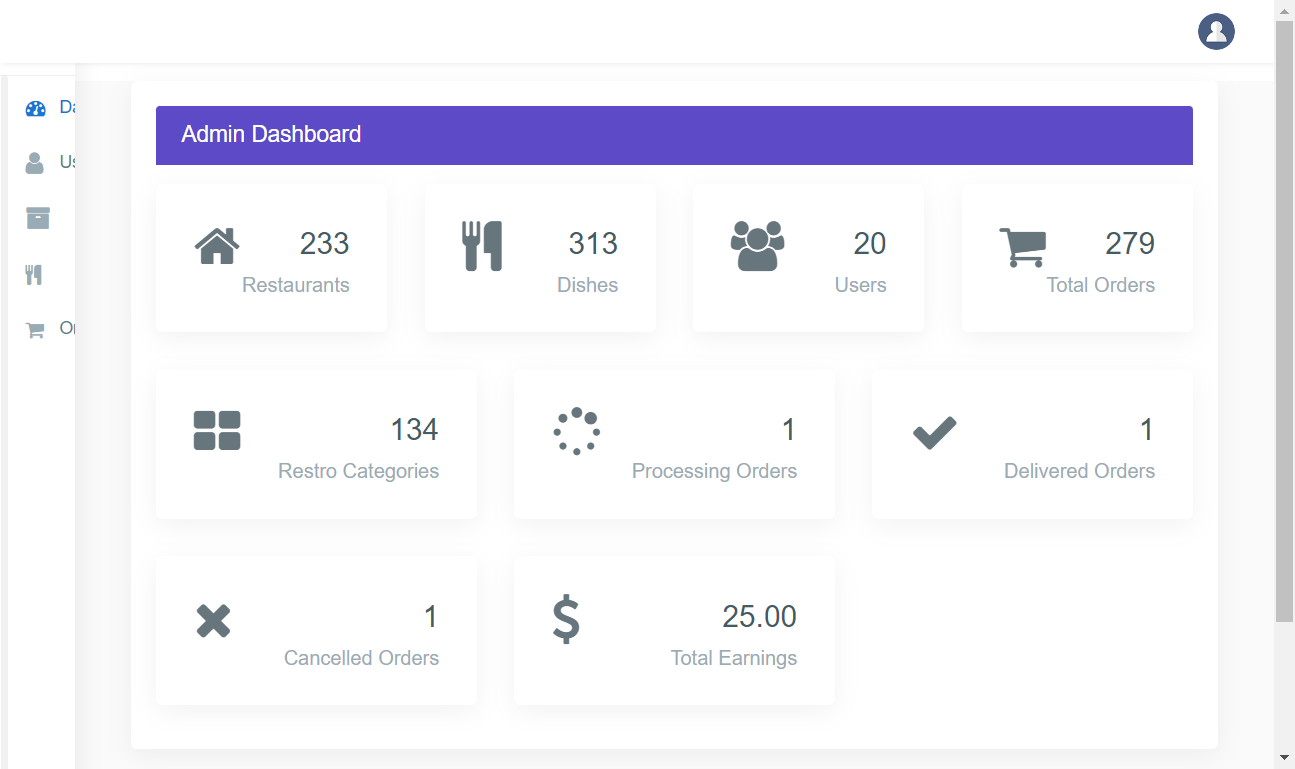 Da
Us
Or
Admin Dashboard
233
Restaurants
313
Dishes
20
Users
279
Total Orders
134
Restro Categories
1
Processing Orders
1
Delivered Orders
1
Cancelled Orders
25.00
Total Earnings